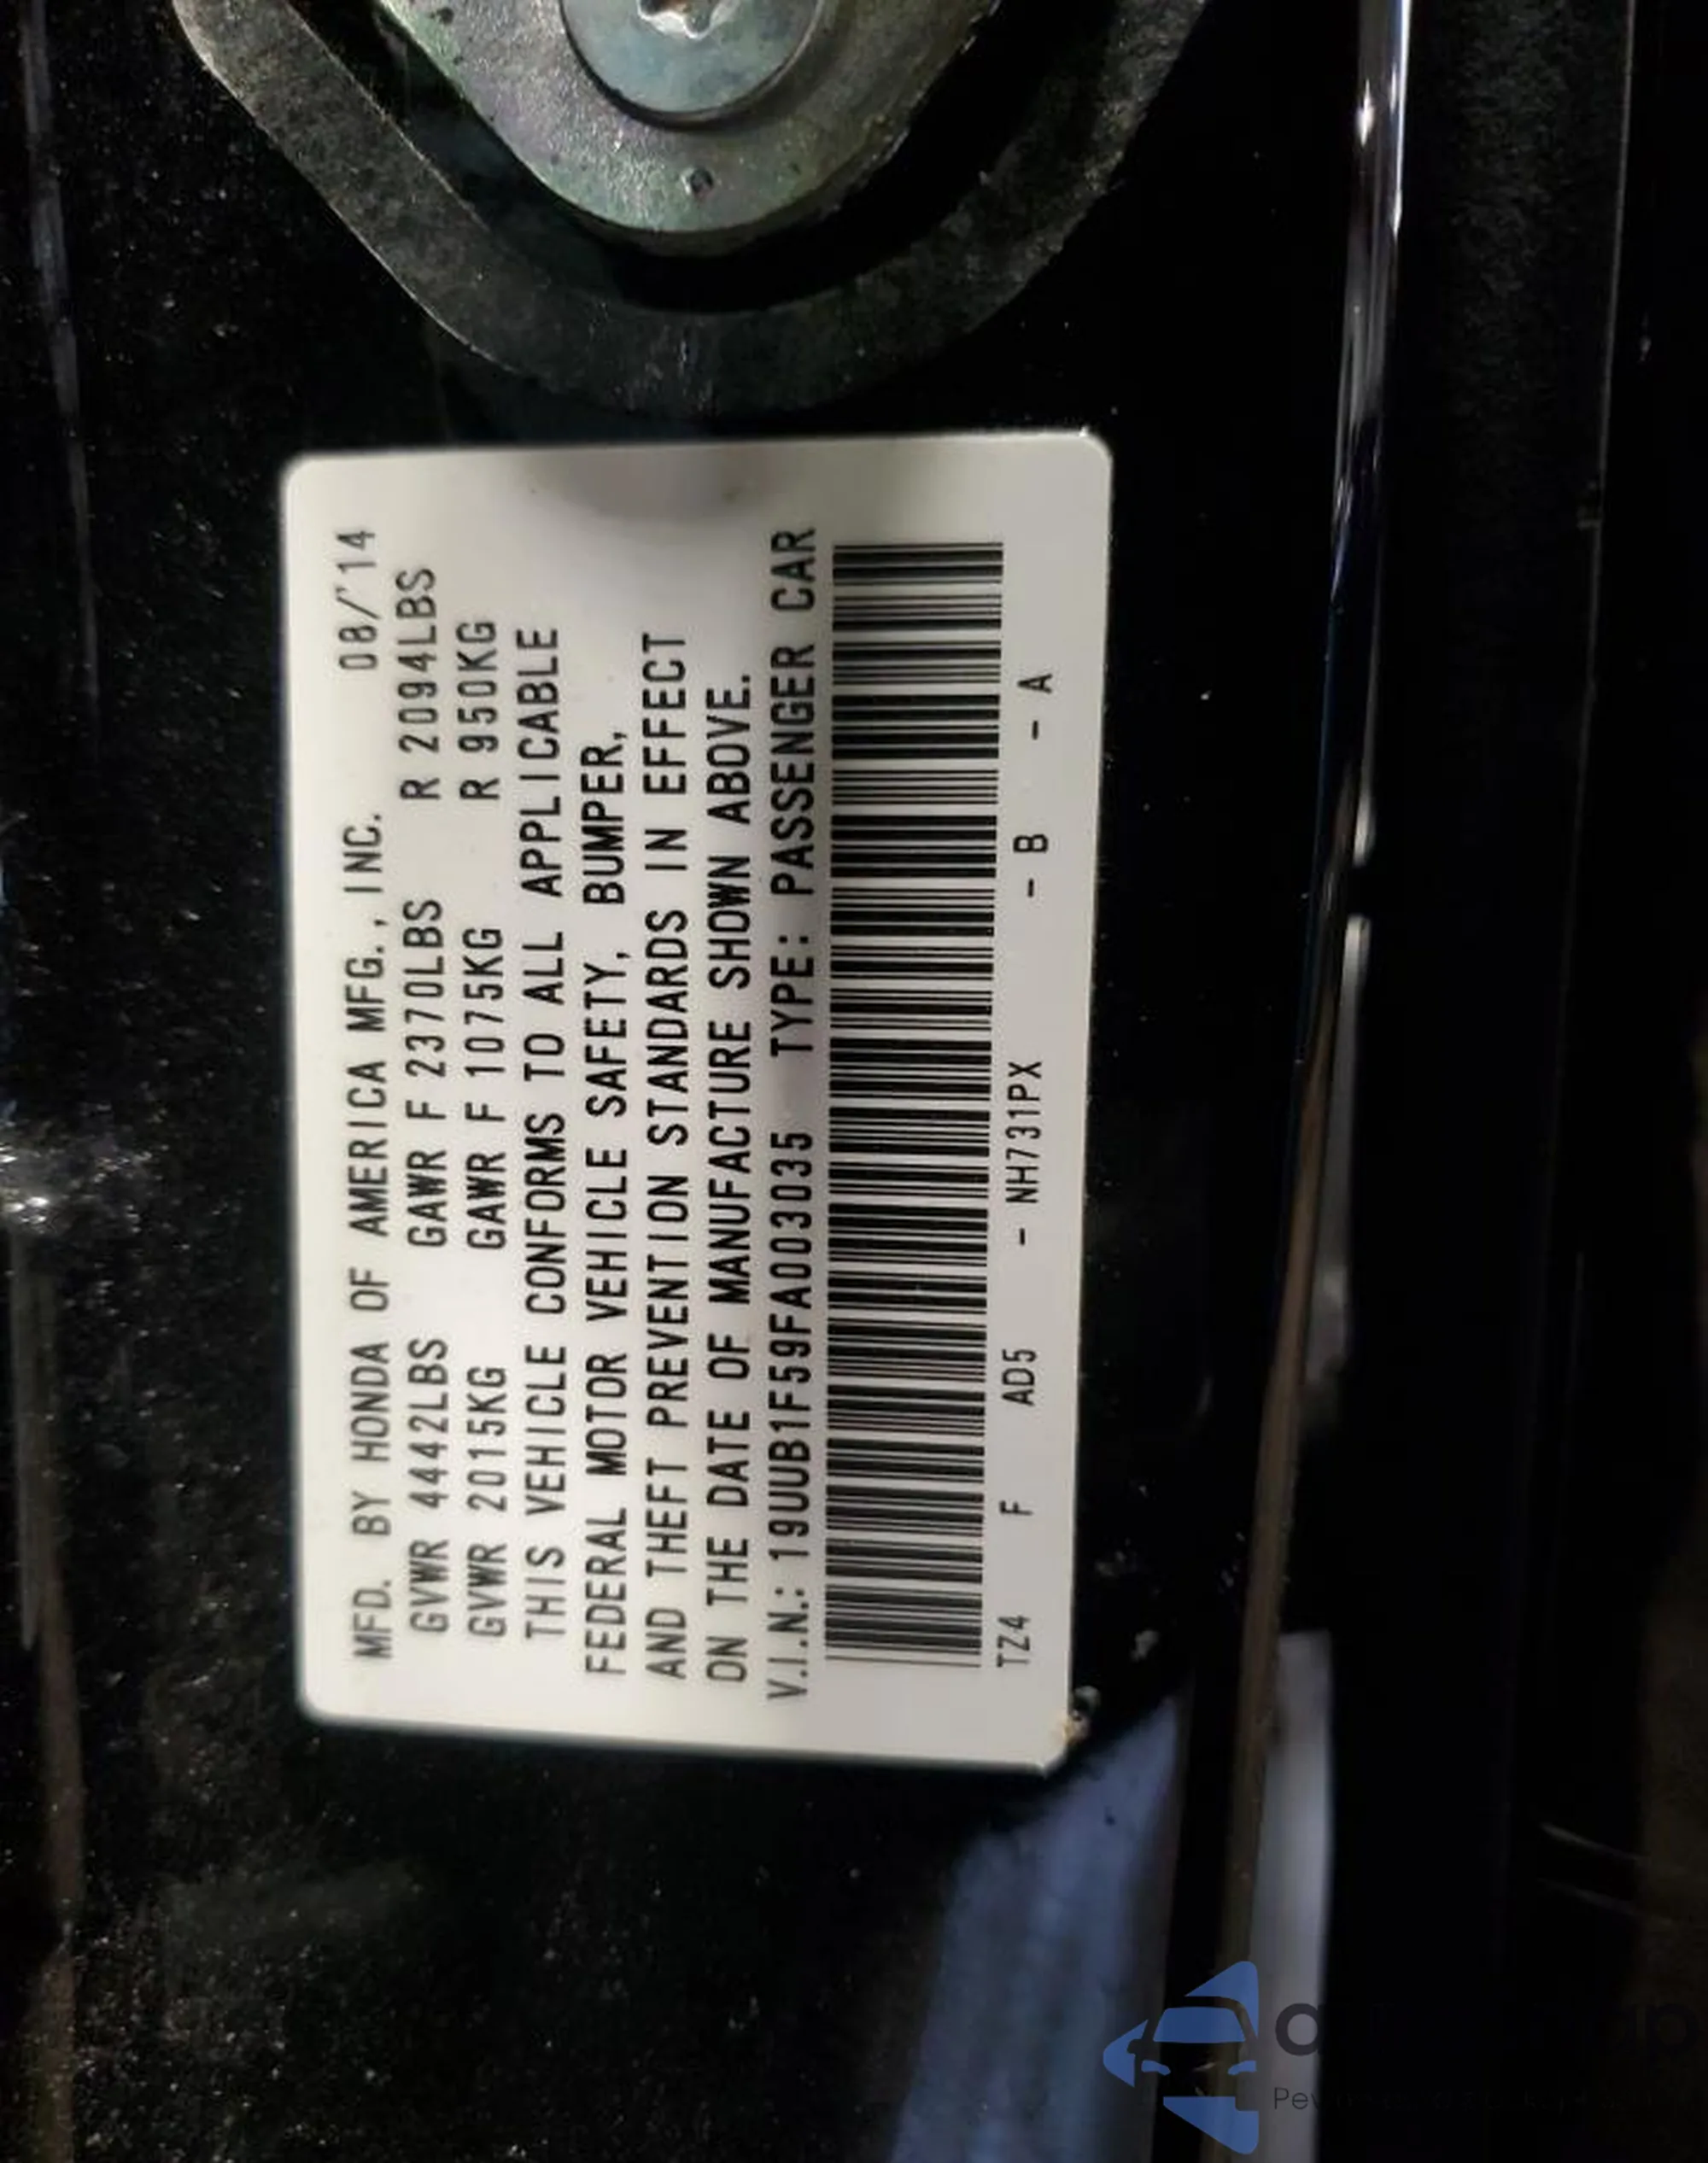 MFD. BY HONDA OF AMERICA MFG., INC. 08/'14
GVWR 4442LBS GAWR F 2370LBS R 2094LBS
GVWR 2015KG GAWR F 1075KG R 950KG
THIS VEHICLE CONFORMS TO ALL APPLICABLE
FEDERAL MOTOR VEHICLE SAFETY, BUMPER,
AND THEFT PREVENTION STANDARDS IN EFFECT
ON THE DATE OF MANUFACTURE SHOWN ABOVE.
V.I.N.: 19UUB1F59FA003035 TYPE: PASSENGER CAR
TZ4 F AD5 - NH731PX - B - A